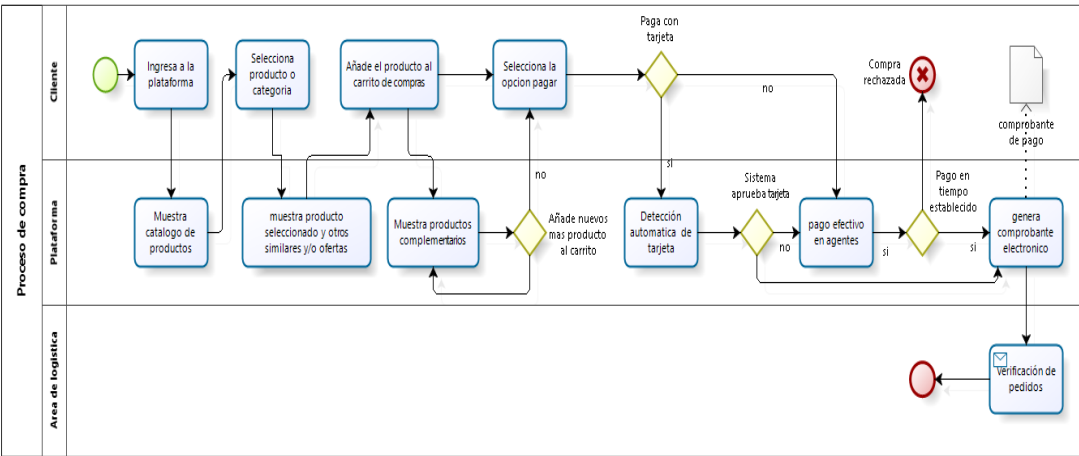 Proceso de compra
Cliente
Ingresa a la
plataforma
Selecciona
producto o
categoria
Añade el producto al
carrito de compras
Selecciona la
opcion pagar
Paga con
tarjeta
no
si
Compra
rechazada
comprobante
de pago
Plataforma
Muestra
catalogo de
productos
muestra producto
seleccionado y otros
similares y/o ofertas
Muestra productos
complementarios
no
Añade nuevos
mas producto
al carrito
Detección
automatica de
tarjeta
Sistema
aprueba tarjeta
no
pago efectivo
en agentes
si
Pago en
tiempo
establecido
si
genera
comprobante
electronico
Area de logistica
Verificación de
pedidos